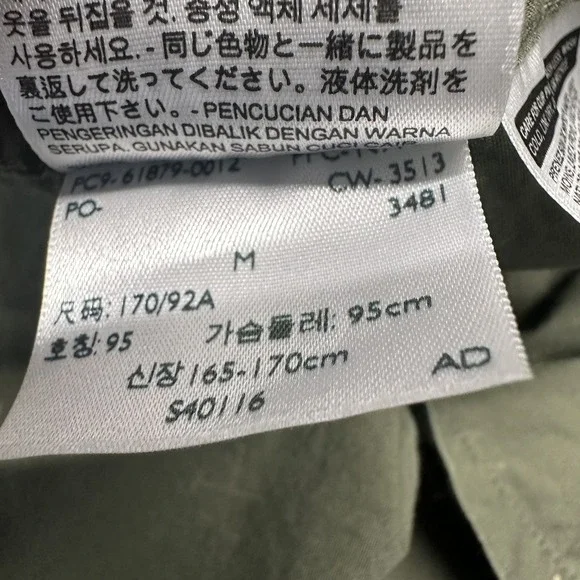 옷을 뒤집을 것. 중성 액체 세제를
사용하세요. - 同じ色物と一緒に製品を
裏返して洗ってください。液体洗剤を
ご使用下さい。-PENCUCIAN DAN
PENGERINGAN DIBALIK DENGAN WARNA
SERUPA. GUNAKAN SABUN CUCI
PC9-61879-0012
CW-3513
PO-
3481
M
尺码: 170/92A
호칭: 95 가슴둘레: 95cm
신장 165-170cm AD
S40116